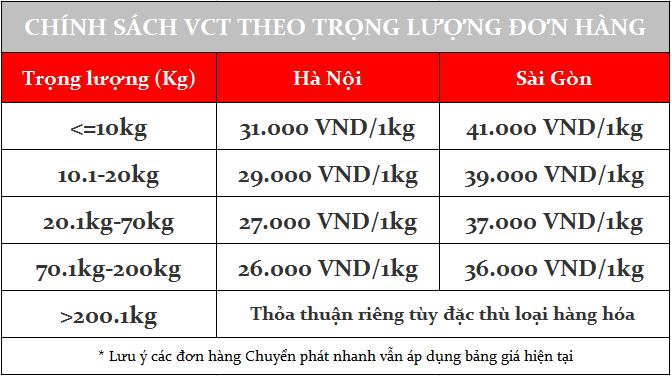 CHÍNH SÁCH VCT THEO TRỌNG LƯỢNG ĐƠN HÀNG
Trọng lượng (Kg) Hà Nội Sài Gòn
<=10kg 31.000 VND/1kg 41.000 VND/1kg
10.1-20kg 29.000 VND/1kg 39.000 VND/1kg
20.1kg-70kg 27.000 VND/1kg 37.000 VND/1kg
70.1kg-200kg 26.000 VND/1kg 36.000 VND/1kg
>200.1kg Thỏa thuận riêng tùy đặc thù loại hàng hóa
* Lưu ý các đơn hàng Chuyển phát nhanh vẫn áp dụng bảng giá hiện tại